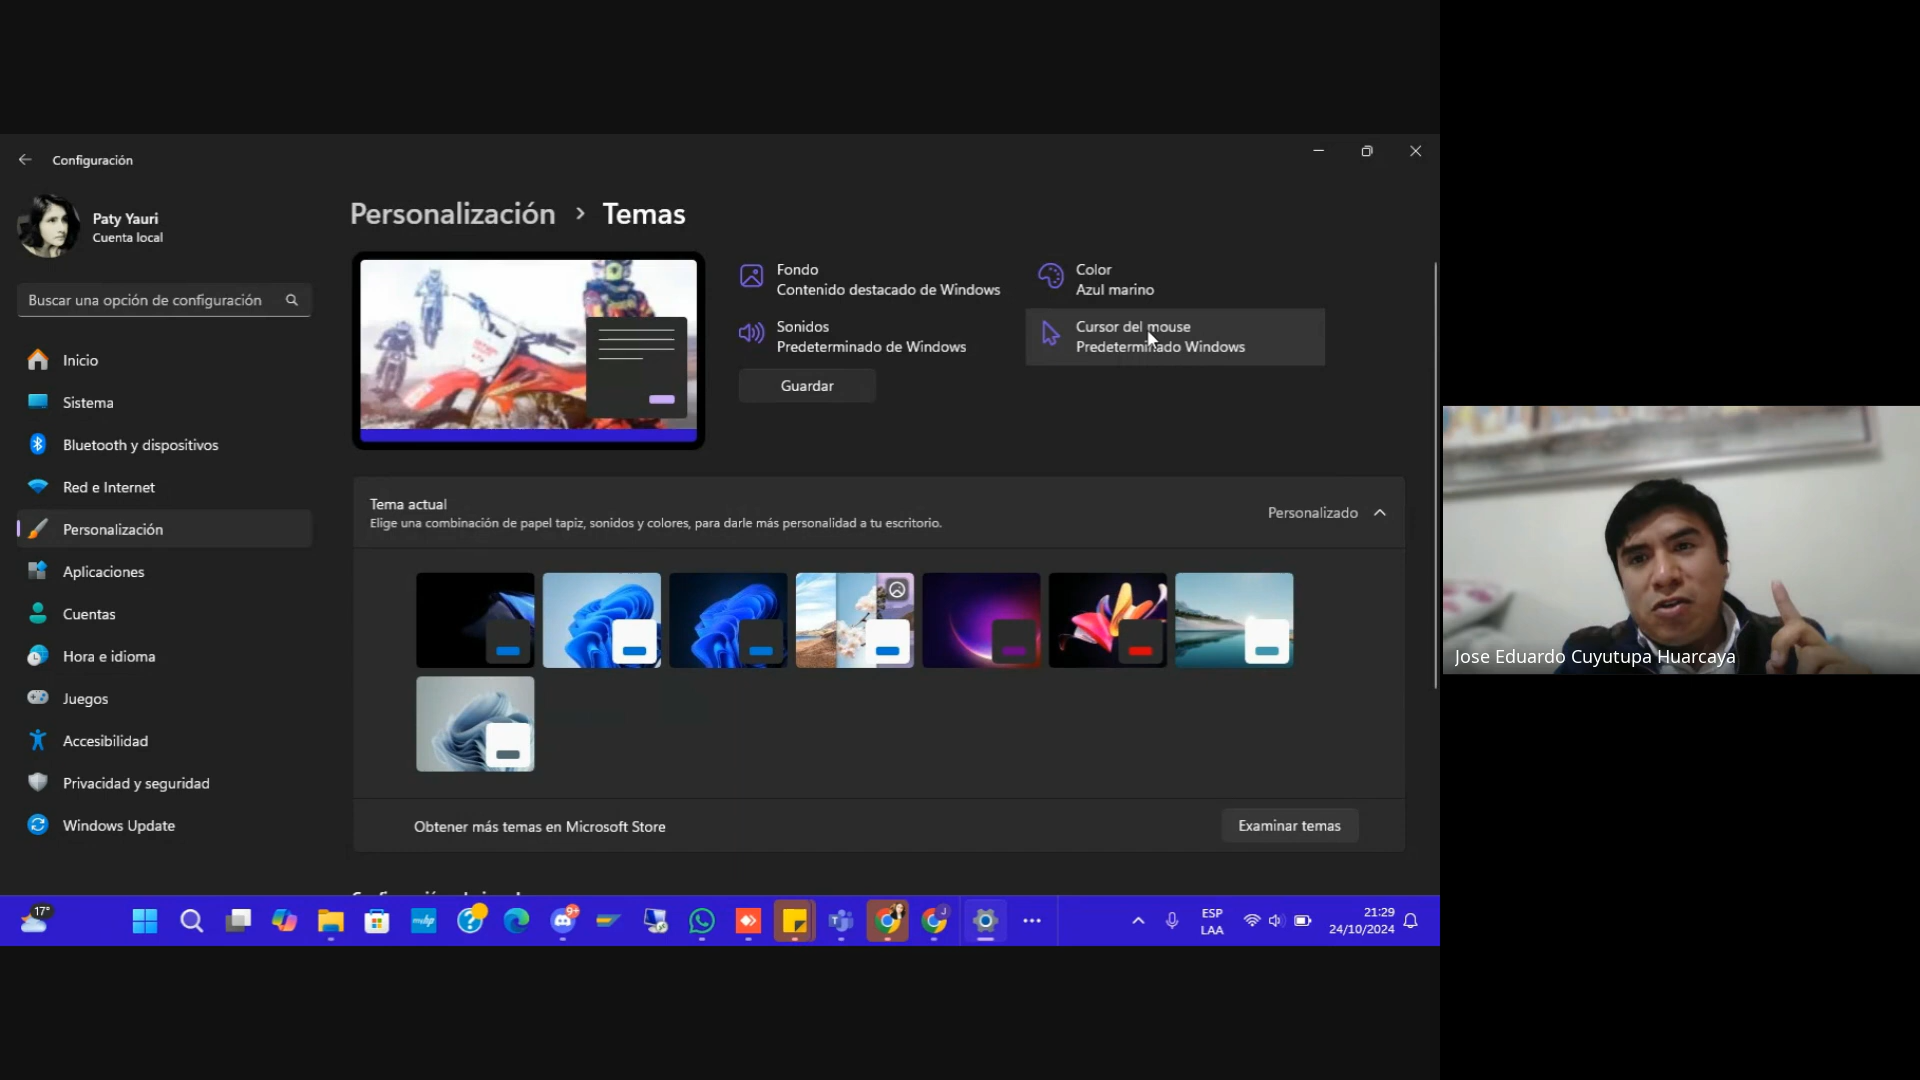 Configuración
Paty Yauri
Cuenta local
Buscar una opción de configuración
Inicio
Sistema
Bluetooth y dispositivos
Red e Internet
Personalización
Aplicaciones
Cuentas
Hora e idioma
Juegos
Accesibilidad
Privacidad y seguridad
Windows Update
Personalización > Temas
Fondo
Contenido destacado de Windows
Color
Azul marino
Sonidos
Predeterminado de Windows
Cursor del mouse
Predeterminado Windows
Guardar
Tema actual
Elige una combinación de papel tapiz, sonidos y colores, para darle más personalidad a tu escritorio.
Personalizado
Obtener más temas en Microsoft Store
Examinar temas
17°
myhp
9+
ESP
LAA
21:29
24/10/2024
Jose Eduardo Cuyutupa Huarcaya